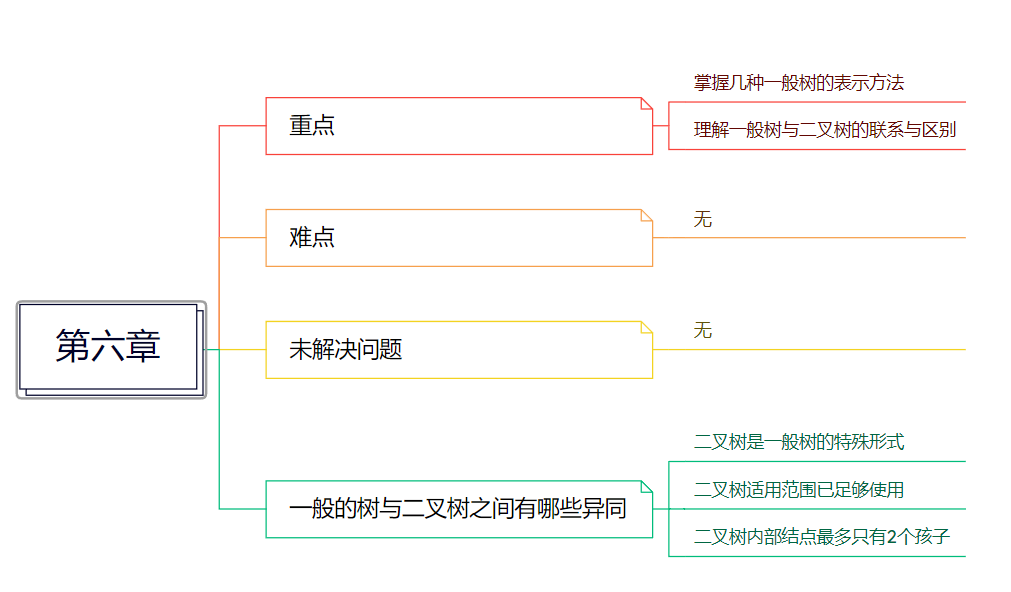 第六章
重点
掌握几种一般树的表示方法
理解一般树与二叉树的联系与区别
难点
无
未解决问题
无
一般的树与二叉树之间有哪些异同
二叉树是一般树的特殊形式
二叉树适用范围已足够使用
二叉树内部结点最多只有2个孩子